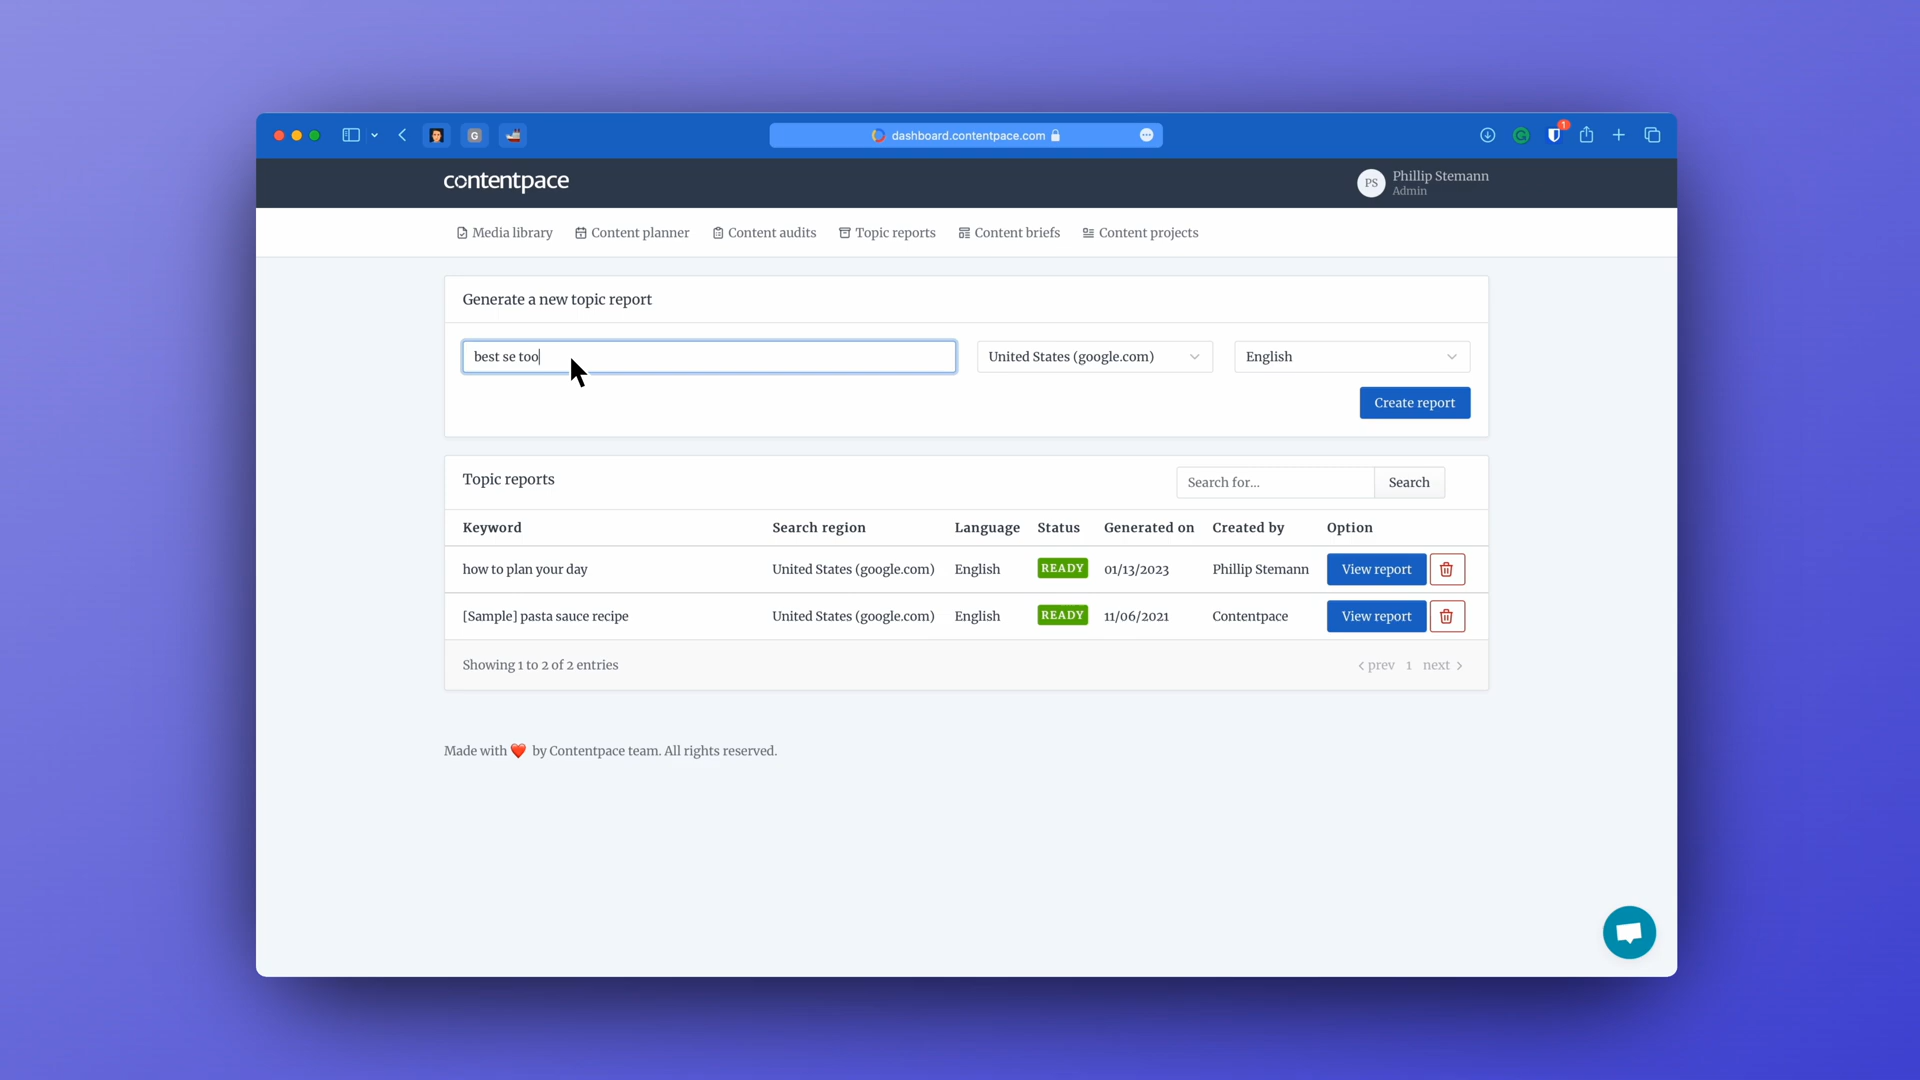 G
dashboard.contentpace.com
1
contentpace
PS
Phillip Stemann
Admin
Media library
Content planner
Content audits
Topic reports
Content briefs
Content projects
Generate a new topic report
best se too
United States (google.com)
English
Create report
Topic reports
Search for...
Search
Keyword Search region Language Status Generated on Created by Option
how to plan your day United States (google.com) English READY 01/13/2023 Phillip Stemann View report
[Sample] pasta sauce recipe United States (google.com) English READY 11/06/2021 Contentpace View report
Showing 1 to 2 of 2 entries
prev 1 next
Made with ❤️ by Contentpace team. All rights reserved.